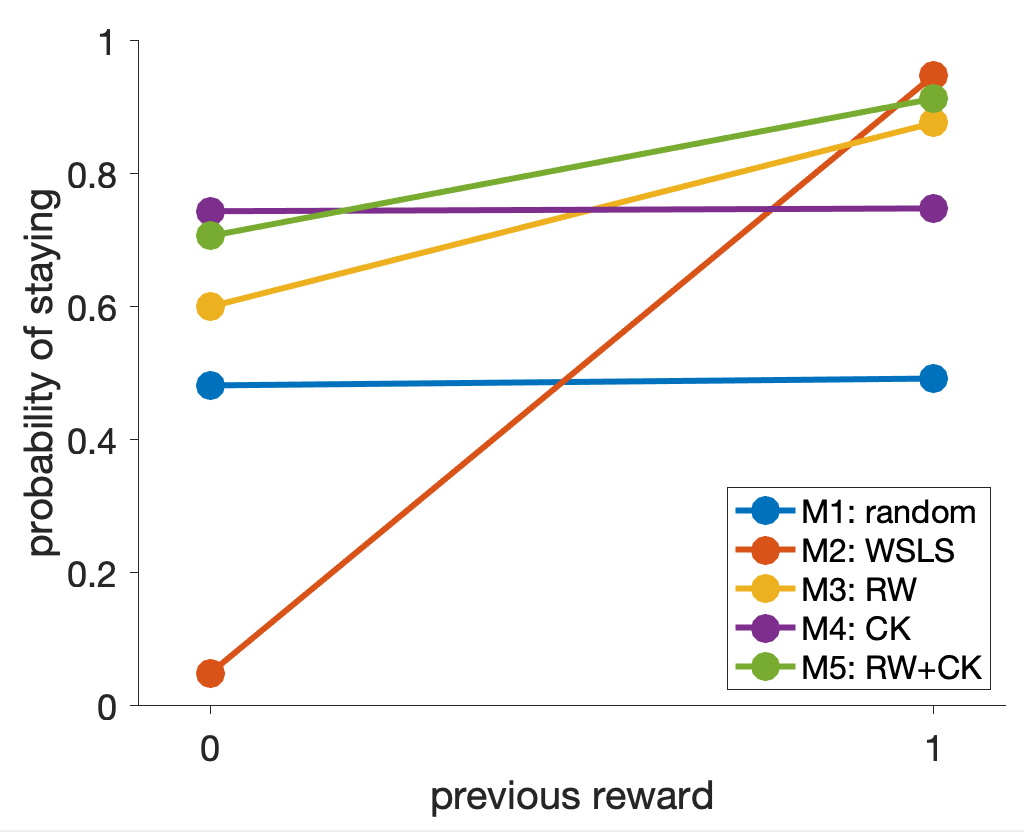 1
0.8
0.6
0.4
0.2
0
probability of staying
0
1
previous reward
M1: random
M2: WSLS
M3: RW
M4: CK
M5: RW+CK